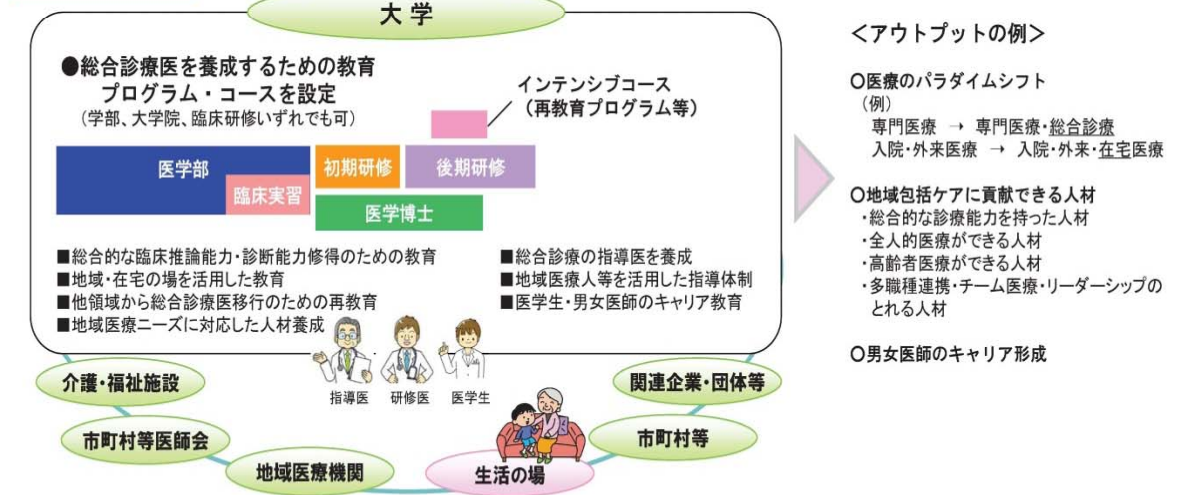 大学
●総合診療医を養成するための教育
プログラム・コースを設定
（学部、大学院、臨床研修いずれでも可）
インテンシブコース
（再教育プログラム等）
医学部
臨床実習
初期研修
後期研修
医学博士
■総合的な臨床推論能力・診断能力修得のための教育
■地域・在宅の場を活用した教育
■他領域から総合診療医移行のための再教育
■地域医療ニーズに対応した人材養成
■総合診療の指導医を養成
■地域医療人等を活用した指導体制
■医学生・男女医師のキャリア教育
指導医
研修医
医学生
介護・福祉施設
市町村等医師会
地域医療機関
生活の場
市町村等
関連企業・団体等
＜アウトプットの例＞
○医療のパラダイムシフト
（例）
専門医療 → 専門医療・総合診療
入院・外来医療 → 入院・外来・在宅医療
○地域包括ケアに貢献できる人材
・総合的な診療能力を持った人材
・全人的医療ができる人材
・高齢者医療ができる人材
・多職種連携・チーム医療・リーダーシップの
とれる人材
○男女医師のキャリア形成